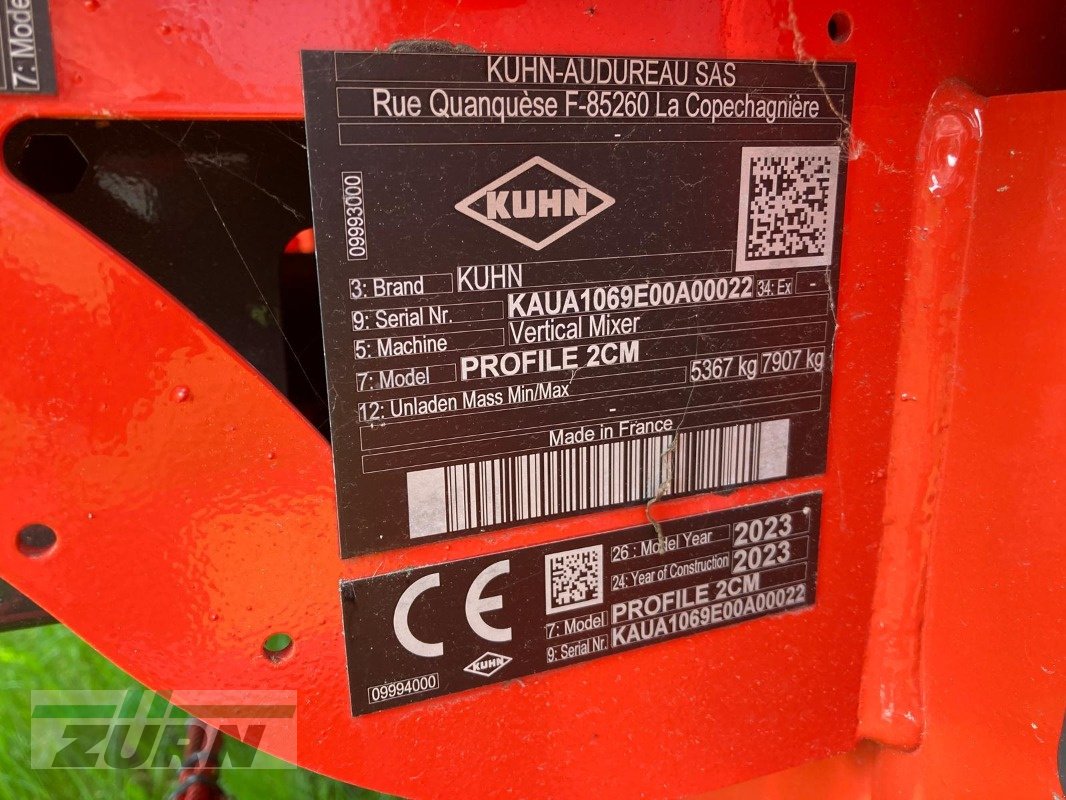 7: Mode
KUHN-AUDUREAU SAS
Rue Quanquèse F-85260 La Copechagnière
-
09993000
KUHN
3: Brand KUHN
9: Serial Nr. KAUA1069E00A00022 34: Ex -
5: Machine Vertical Mixer
7: Model PROFILE 2CM
12: Unladen Mass Min/Max 5367 kg 7907 kg
-
Made in France
CE
26 : Model Year 2023
24: Year of Construction 2023
7: Model PROFILE 2CM
9: Serial Nr. KAUA1069E00A00022
KUHN
09994000
ZÜRN